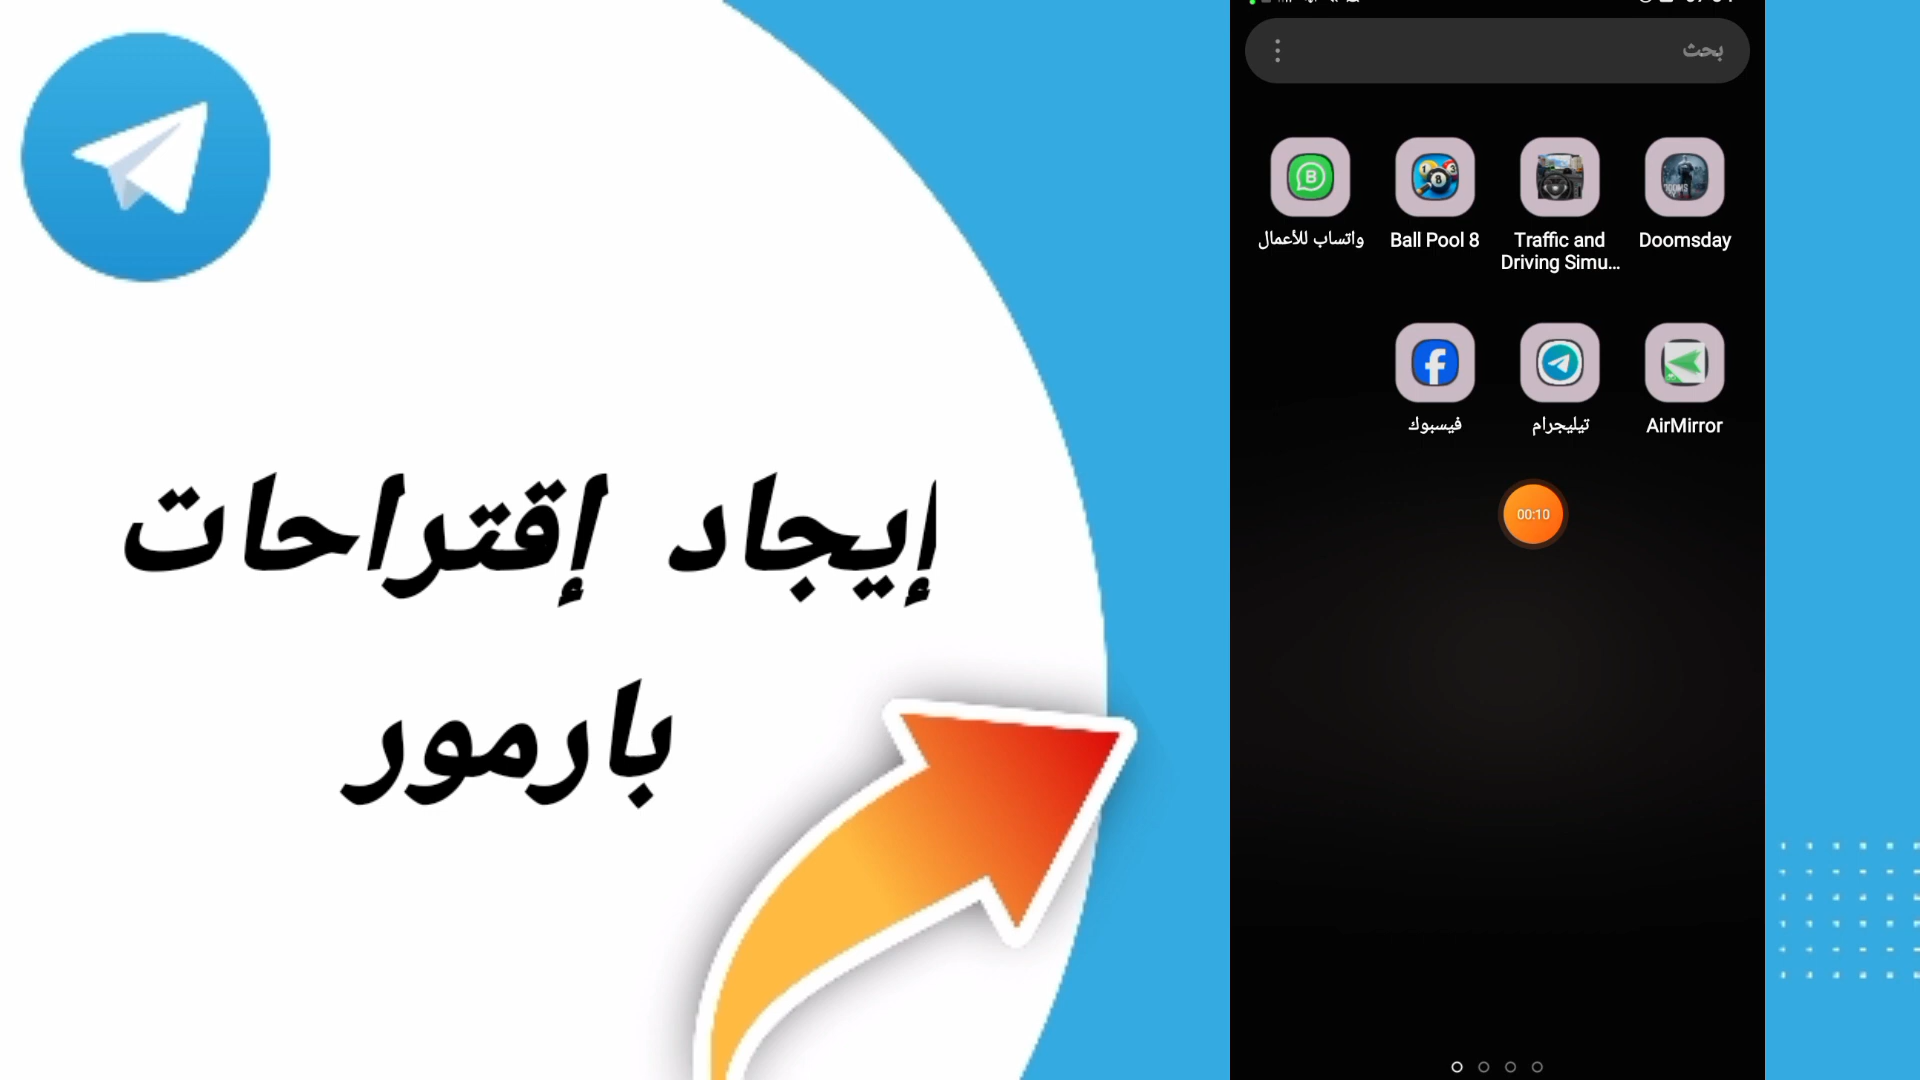 إيجاد إقتراحات
بارمور
بحث
واتساب للأعمال
Ball Pool 8
Traffic and
Driving Simu...
Doomsday
فيسبوك
تيليجرام
AirMirror
00:10